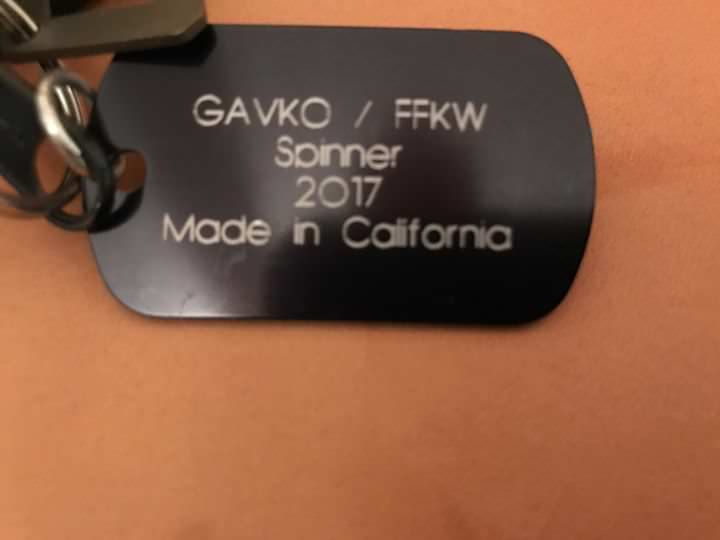 GAVKO / FFKW
Spinner
2017
Made in California